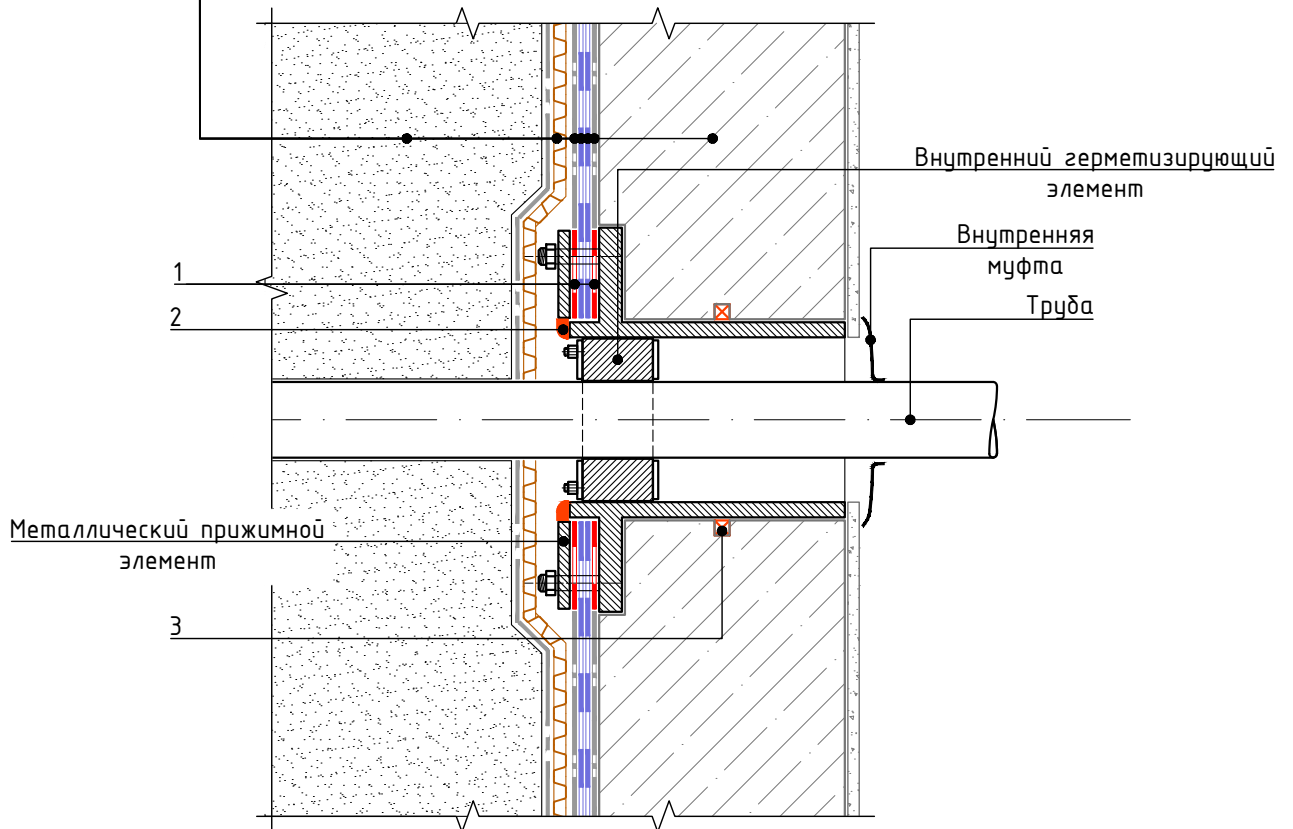 Внутренний герметизирующий
элемент
Внутренняя
муфта
1
Труба
2
Металлический прижимной
элемент
3